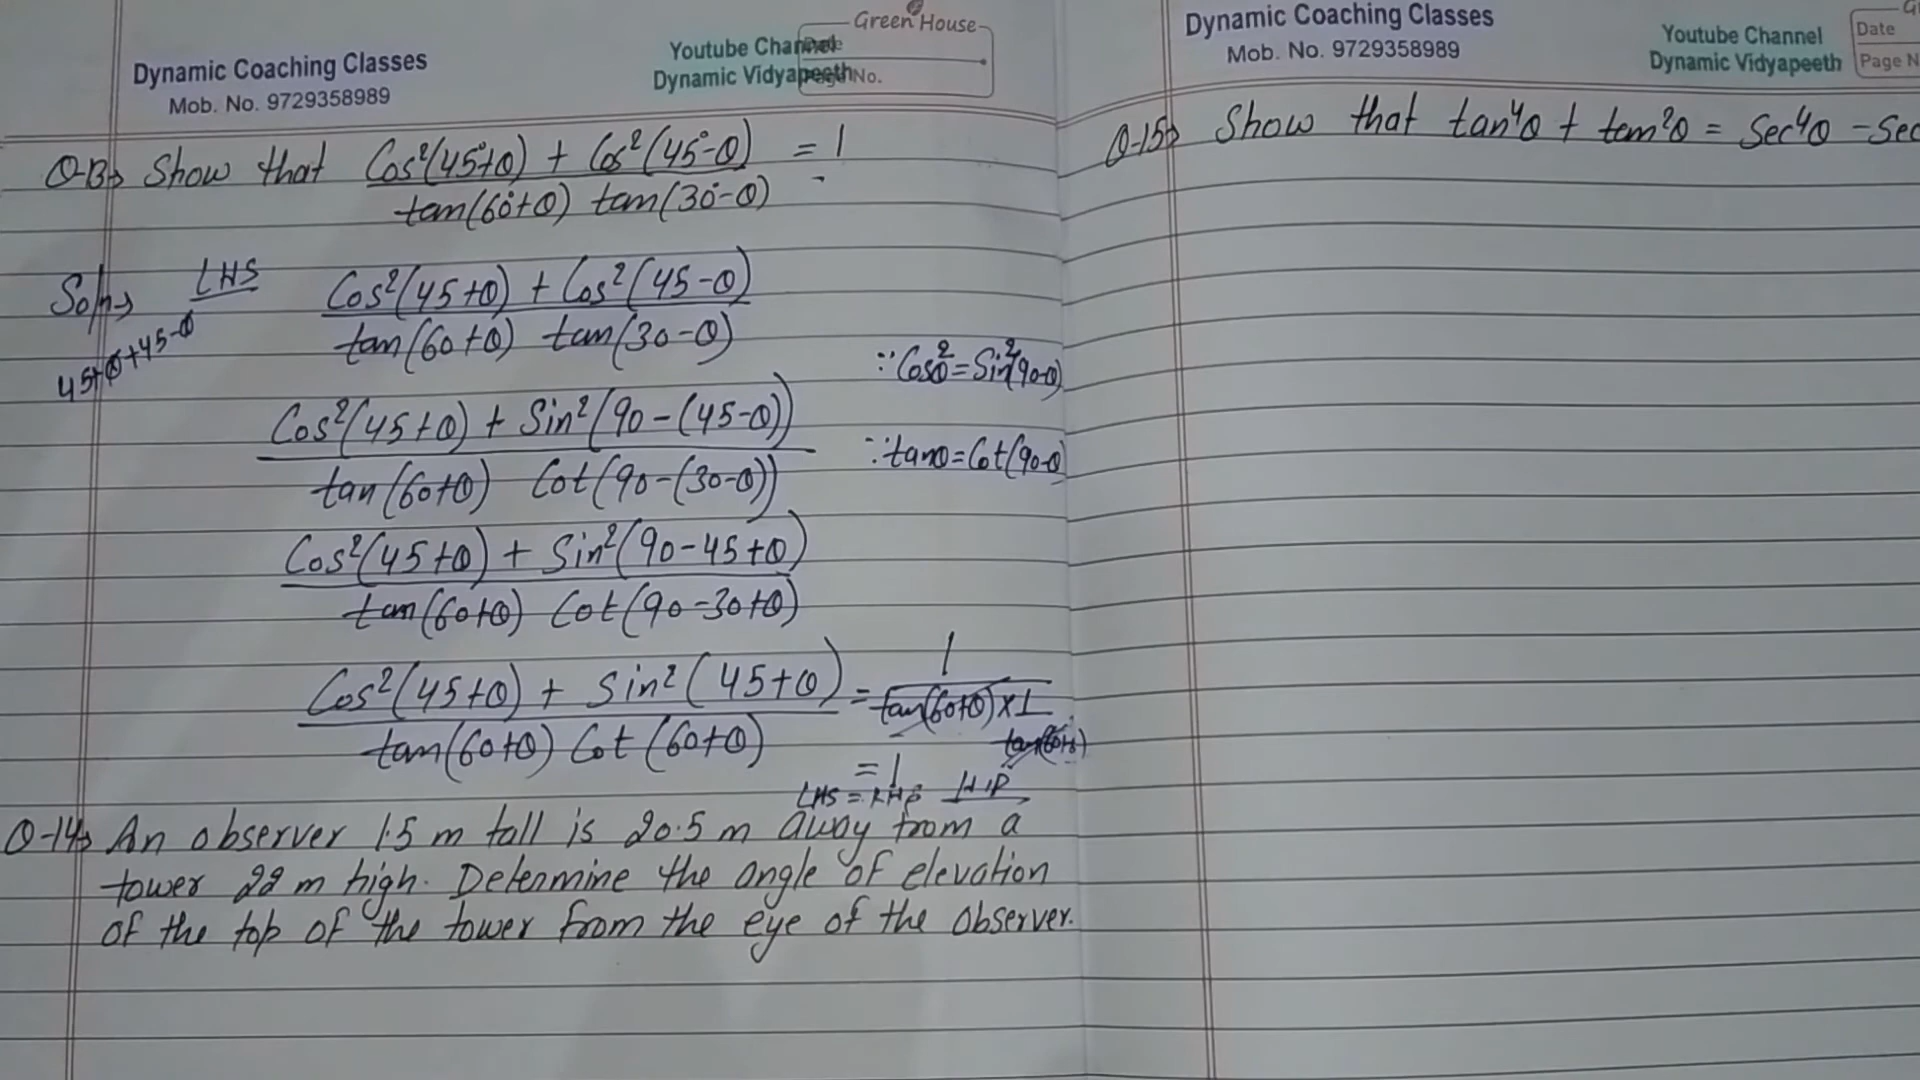 Green House
Dynamic Coaching Classes
Mob. No. 9729358989
Youtube Channel
Dynamic Vidyapeeth
No.
Q-13 Show that Cos²(45°+θ) + Cos²(45°-θ) = 1
tan(60°+θ) tan(30°-θ)
Soln LHS Cos²(45+θ) + Cos²(45-θ)
tan(60+θ) tan(30-θ)
45+θ+45-θ
∵ Cos²θ = Sin²(90-θ)
Cos²(45+θ) + Sin²(90-(45-θ))
tan(60+θ) Cot(90-(30-θ))
∵ tanθ = Cot(90-θ)
Cos²(45+θ) + Sin²(90-45+θ)
tan(60+θ) Cot(90-30+θ)
Cos²(45+θ) + Sin²(45+θ) = 1
tan(60+θ) Cot(60+θ) tan(60+θ) × 1
tan(60+θ)
= 1
LHS = RHS H.P
Q-14 An observer 1.5 m tall is 20.5 m away from a
tower 22 m high. Determine the angle of elevation
of the top of the tower from the eye of the observer.
Dynamic Coaching Classes
Mob. No. 9729358989
Youtube Channel
Dynamic Vidyapeeth
Date
Page N
Q-15 Show that tan⁴θ + tan²θ = Sec⁴θ - Sec